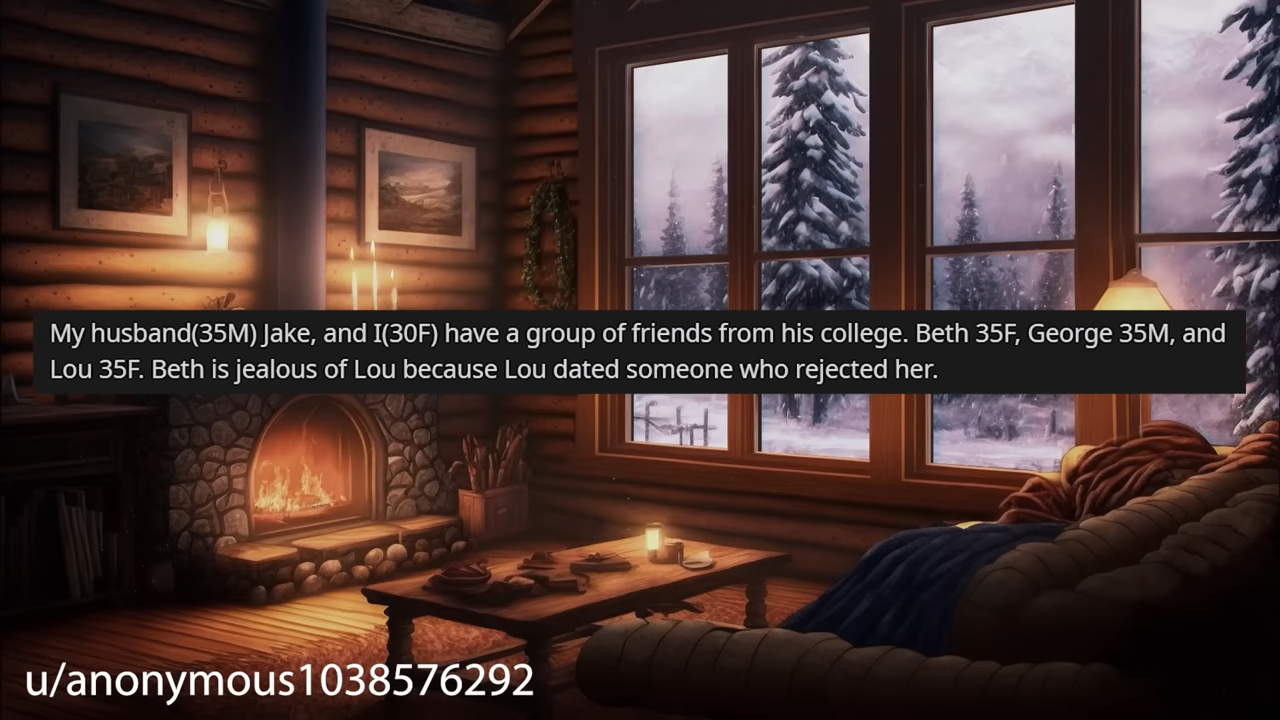 My husband(35M) Jake, and I(30F) have a group of friends from his college. Beth 35F, George 35M, and
Lou 35F. Beth is jealous of Lou because Lou dated someone who rejected her.
u/anonymous1038576292